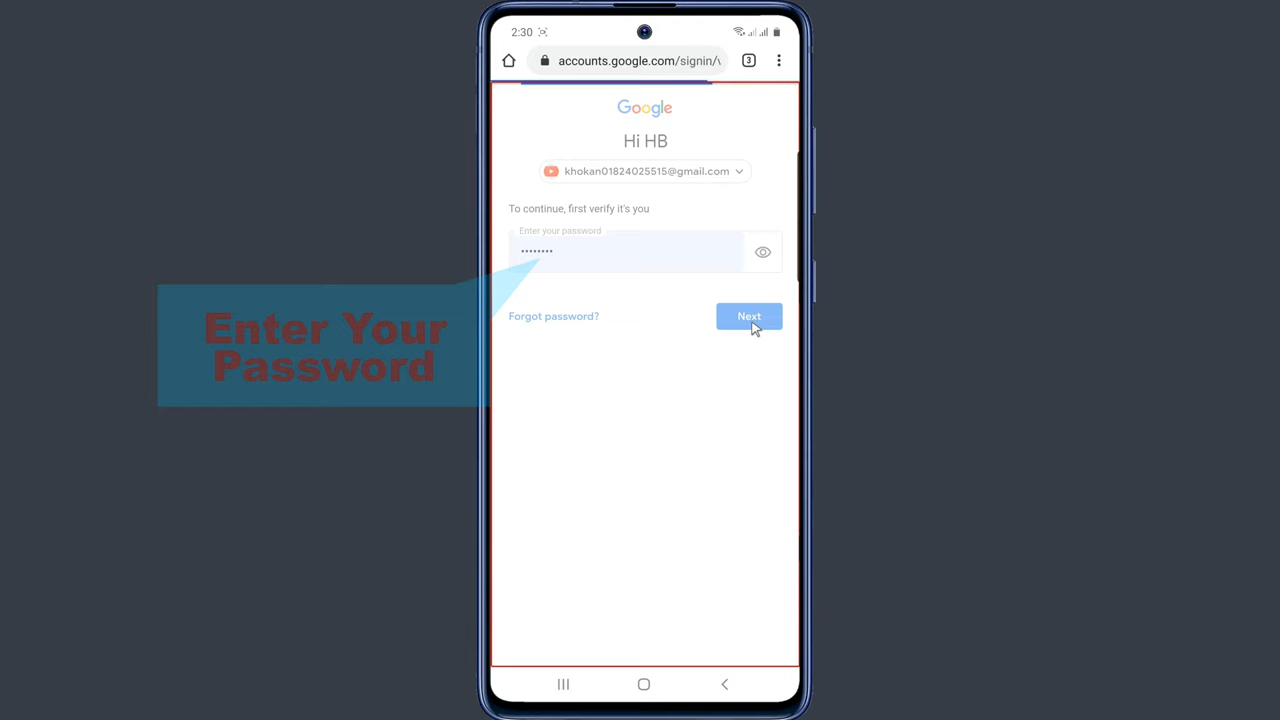 2:30
accounts.google.com/signin/v
3
Google
Hi HB
khokan01824025515@gmail.com
To continue, first verify it's you
Enter your password
••••••••
Forgot password?
Next
Enter Your
Password